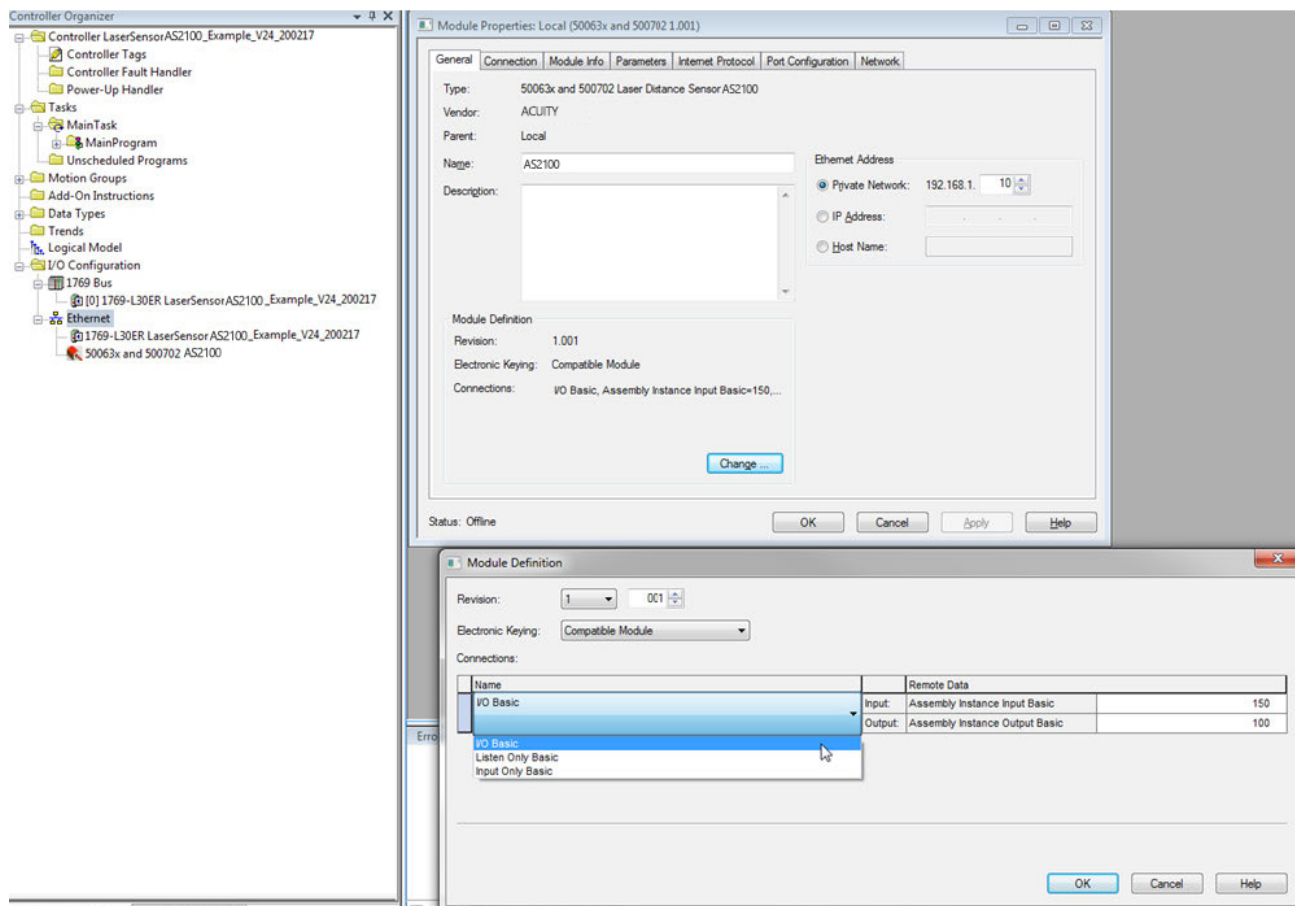 Controller Organizer
Controller LaserSensorAS2100_Example_V24_200217
Controller Tags
Controller Fault Handler
Power-Up Handler
Tasks
MainTask
MainProgram
Unscheduled Programs
Motion Groups
Add-On Instructions
Data Types
Trends
Logical Model
I/O Configuration
1769 Bus
[0] 1769-L30ER LaserSensorAS2100_Example_V24_200217
Ethernet
1769-L30ER LaserSensorAS2100_Example_V24_200217
50063x and 500702 AS2100
Module Properties: Local (50063x and 500702 1.001)
General Connection Module Info Parameters Internet Protocol Port Configuration Network
Type: 50063x and 500702 Laser Distance Sensor AS2100
Vendor: ACUITY
Parent: Local
Name: AS2100
Description:
Ethernet Address
Private Network: 192.168.1. 10
IP Address:
Host Name:
Module Definition
Revision: 1.001
Electronic Keying: Compatible Module
Connections: I/O Basic, Assembly Instance Input Basic=150,...
Change ...
Status: Offline
OK Cancel Apply Help
Module Definition
Revision: 1 001
Electronic Keying: Compatible Module
Connections:
Name Remote Data
I/O Basic Input: Assembly Instance Input Basic 150
Output: Assembly Instance Output Basic 100
I/O Basic
Listen Only Basic
Input Only Basic
Erro
OK Cancel Help